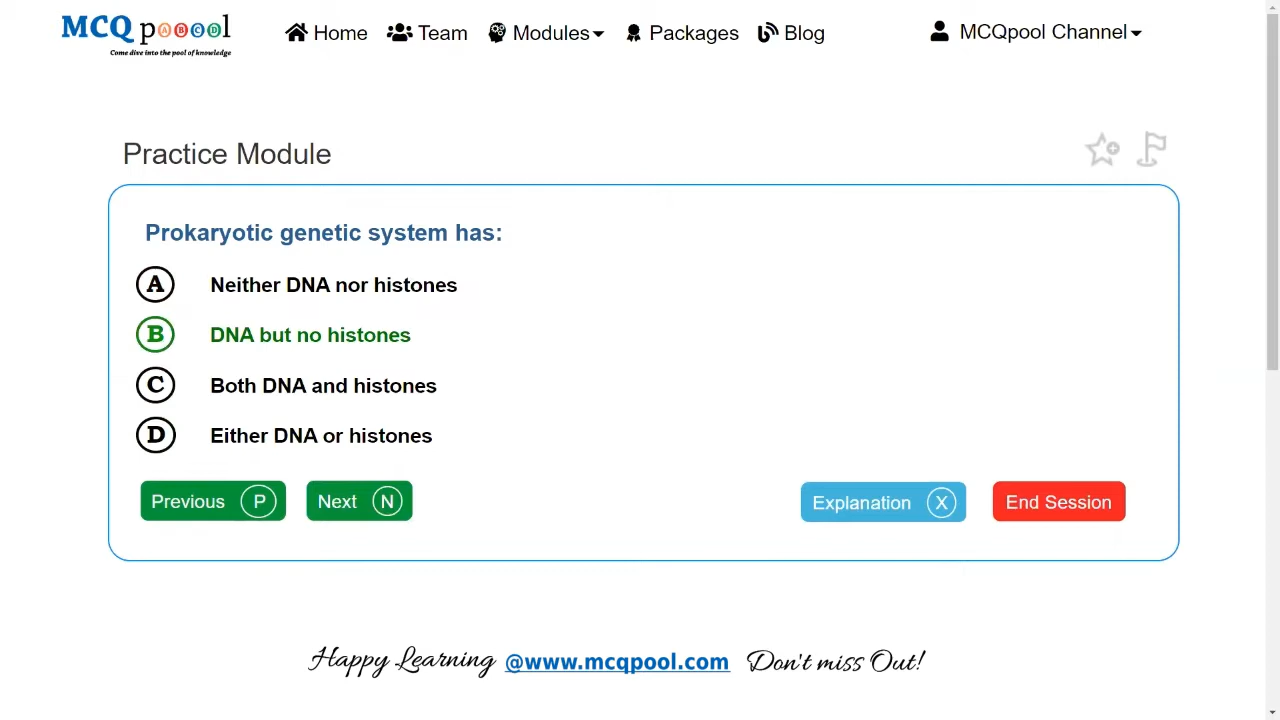 MCQ pABCDl
Come dive into the pool of knowledge
Home Team Modules Packages Blog MCQpool Channel
Practice Module
Prokaryotic genetic system has:
A Neither DNA nor histones
B DNA but no histones
C Both DNA and histones
D Either DNA or histones
Previous P Next N Explanation X End Session
Happy Learning @www.mcqpool.com Don't miss Out!